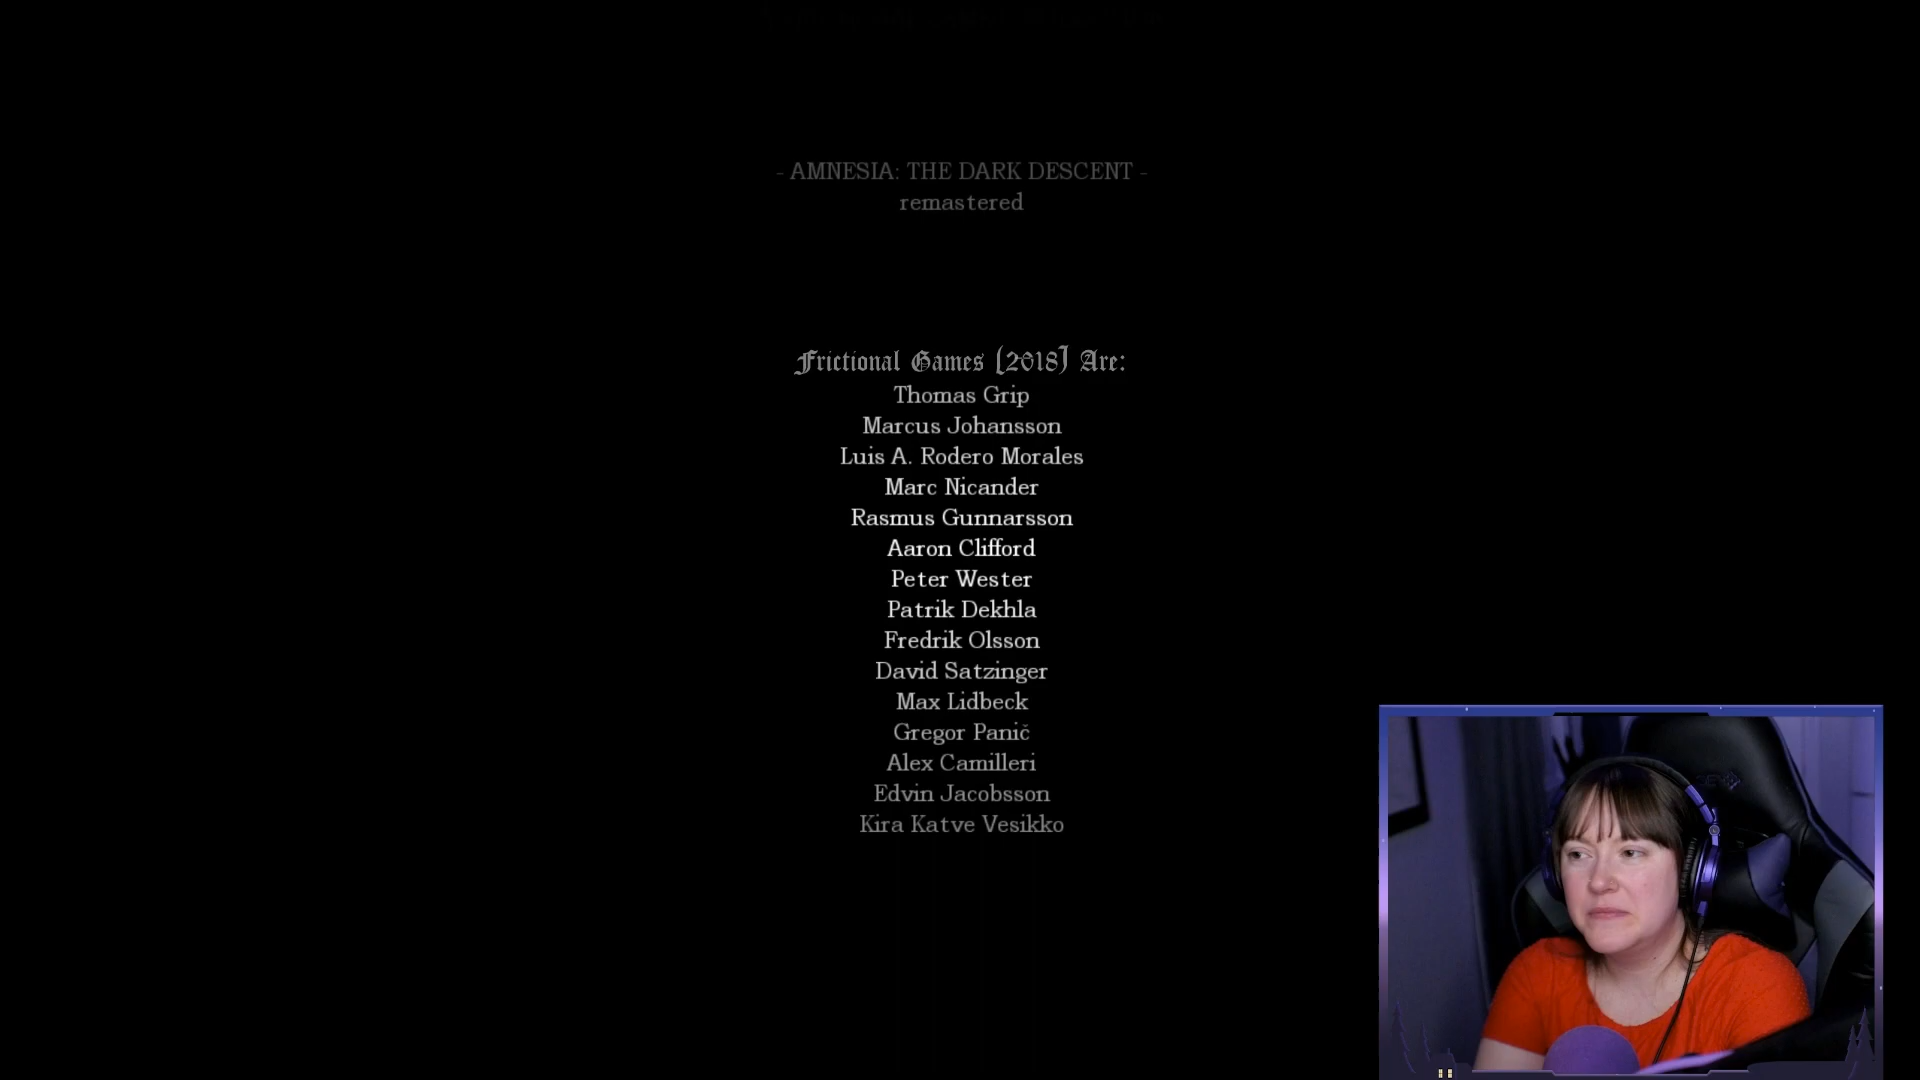 - AMNESIA: THE DARK DESCENT -
remastered
Frictional Games [2018] Are:
Thomas Grip
Marcus Johansson
Luis A. Rodero Morales
Marc Nicander
Rasmus Gunnarsson
Aaron Clifford
Peter Wester
Patrik Dekhla
Fredrik Olsson
David Satzinger
Max Lidbeck
Gregor Panič
Alex Camilleri
Edvin Jacobsson
Kira Katve Vesikko